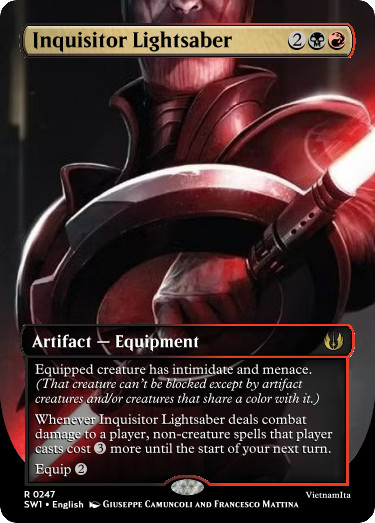 Inquisitor Lightsaber 2
Artifact — Equipment
Equipped creature has intimidate and menace.
(That creature can't be blocked except by artifact
creatures and/or creatures that share a color with it.)
Whenever Inquisitor Lightsaber deals combat
damage to a player, non-creature spells that player
casts cost 3 more until the start of your next turn.
Equip 2
R 0247
SW1 • English GIUSEPPE CAMUNCOLI AND FRANCESCO MATTINA
VietnamIta